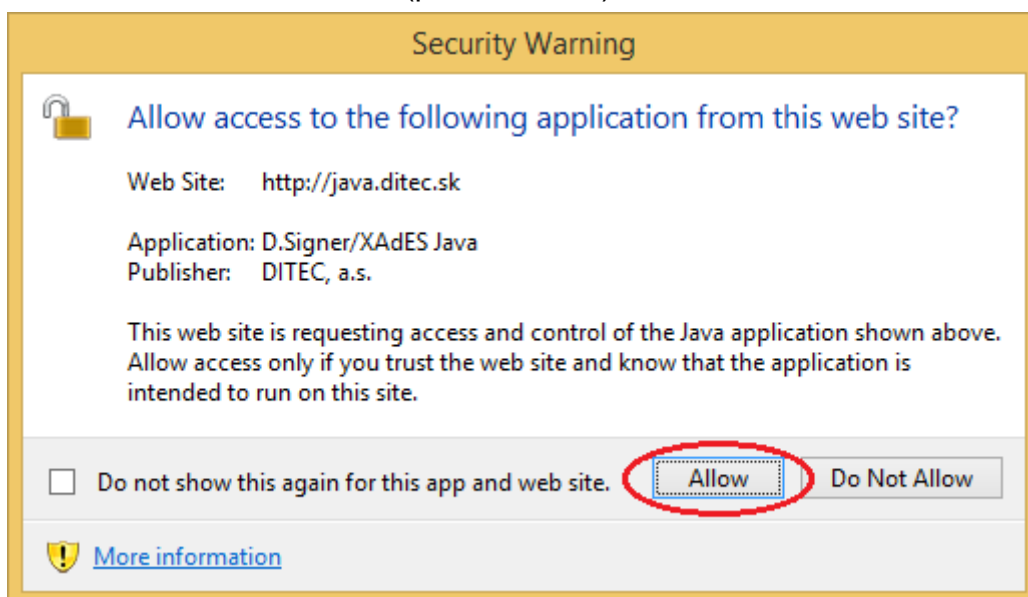 Security Warning
Allow access to the following application from this web site?
Web Site: http://java.ditec.sk
Application: D.Signer/XAdES Java
Publisher: DITEC, a.s.
This web site is requesting access and control of the Java application shown above.
Allow access only if you trust the web site and know that the application is
intended to run on this site.
Do not show this again for this app and web site. Allow Do Not Allow
More information